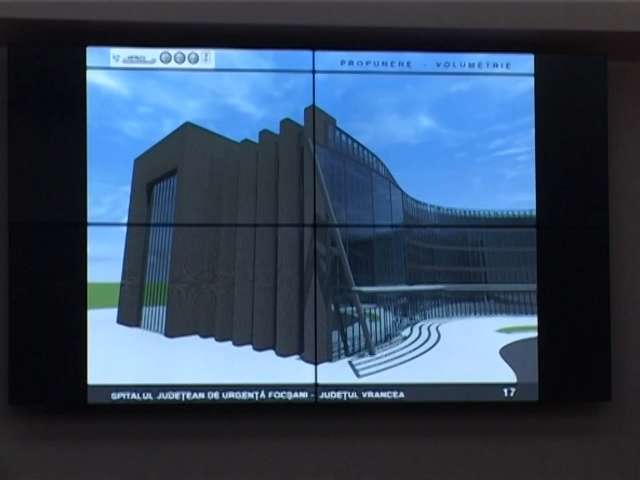 PROPUNERE - VOLUMETRIE
SPITALUL JUDEȚEAN DE URGENȚĂ FOCȘANI - JUDEȚUL VRANCEA
17